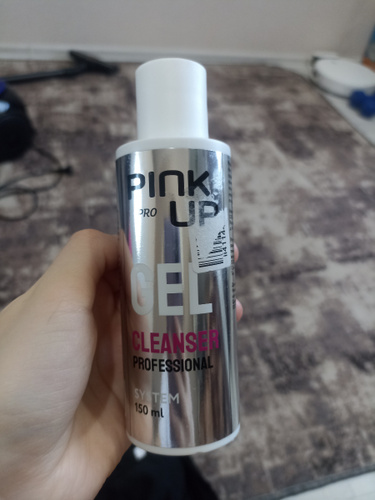 PINK
PRO UP
GEL
CLEANSER
PROFESSIONAL
SYSTEM
150 ml